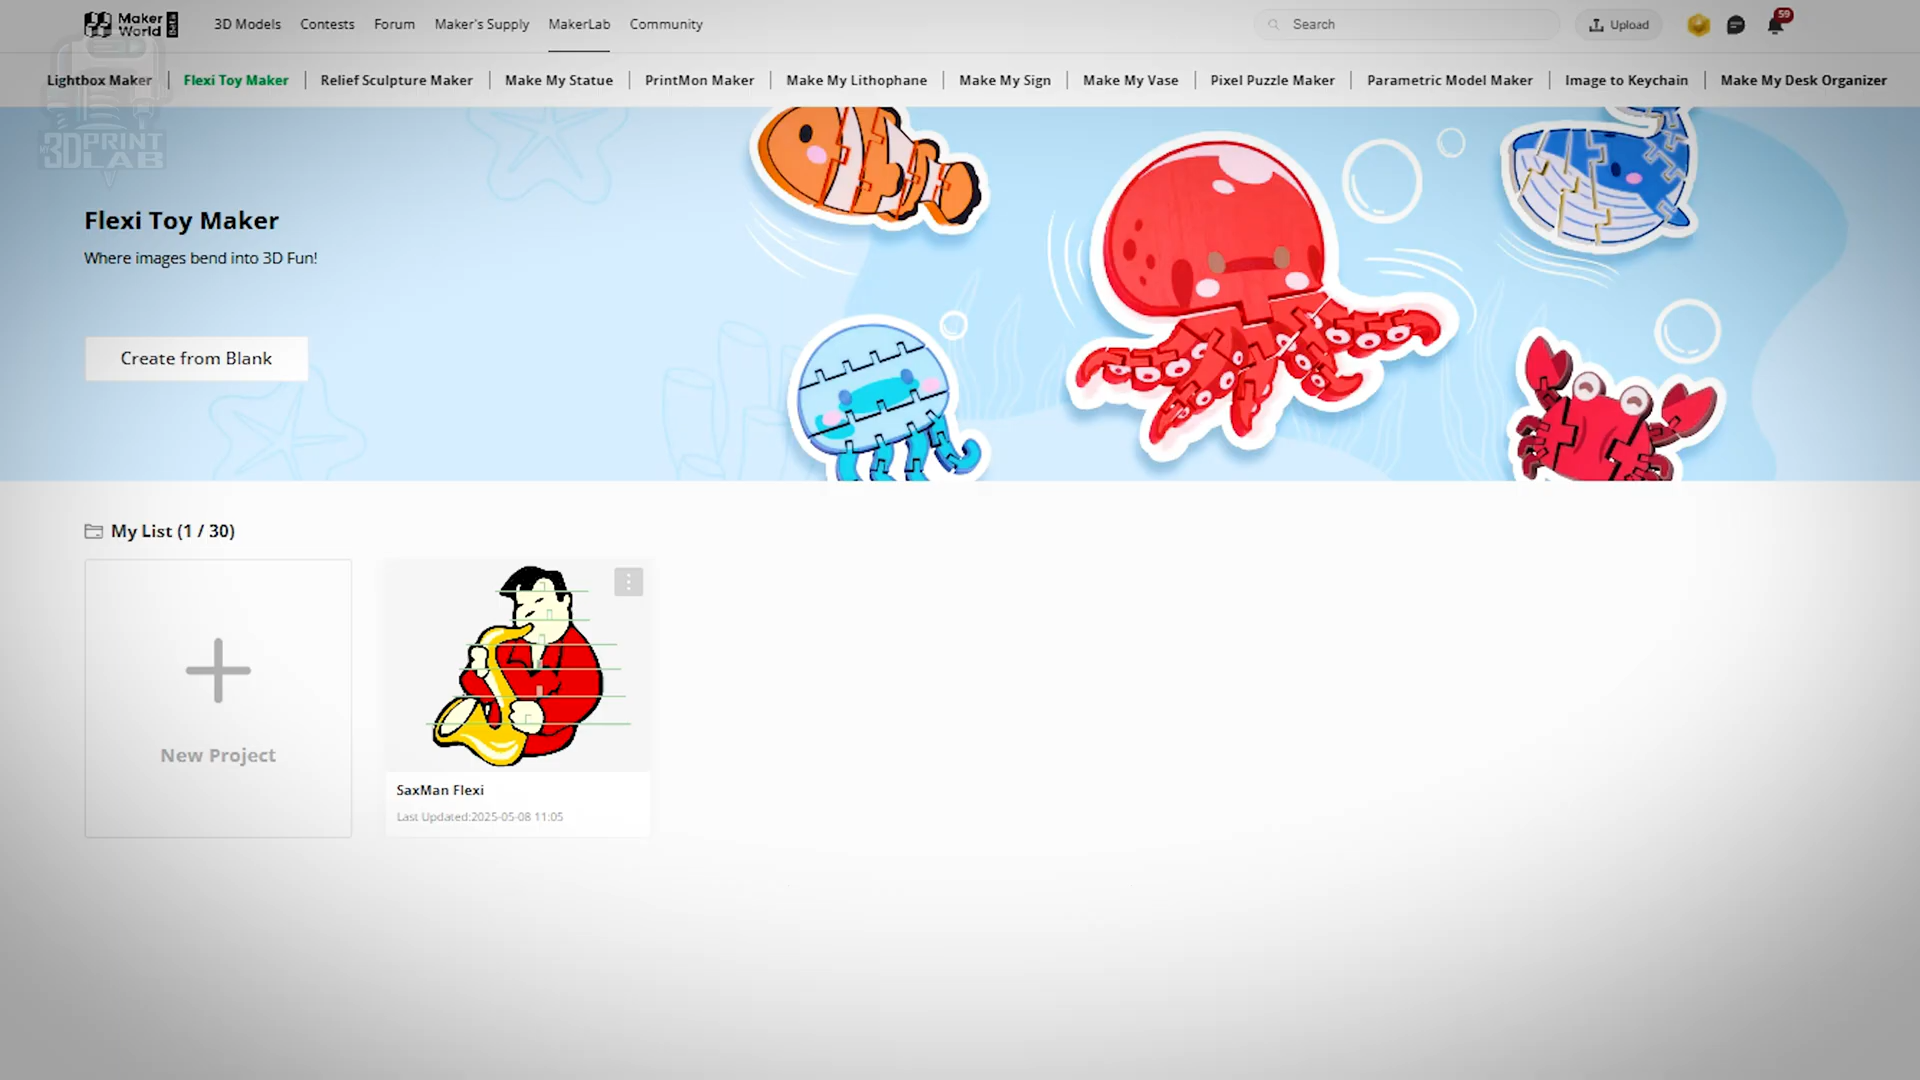 Maker World Beta
3D Models
Contests
Forum
Maker's Supply
MakerLab
Community
Search
Upload
59
Lightbox Maker
Flexi Toy Maker
Relief Sculpture Maker
Make My Statue
PrintMon Maker
Make My Lithophane
Make My Sign
Make My Vase
Pixel Puzzle Maker
Parametric Model Maker
Image to Keychain
Make My Desk Organizer
MY 3DPRINT LAB
Flexi Toy Maker
Where images bend into 3D Fun!
Create from Blank
My List (1 / 30)
New Project
SaxMan Flexi
Last Updated:2025-05-08 11:05